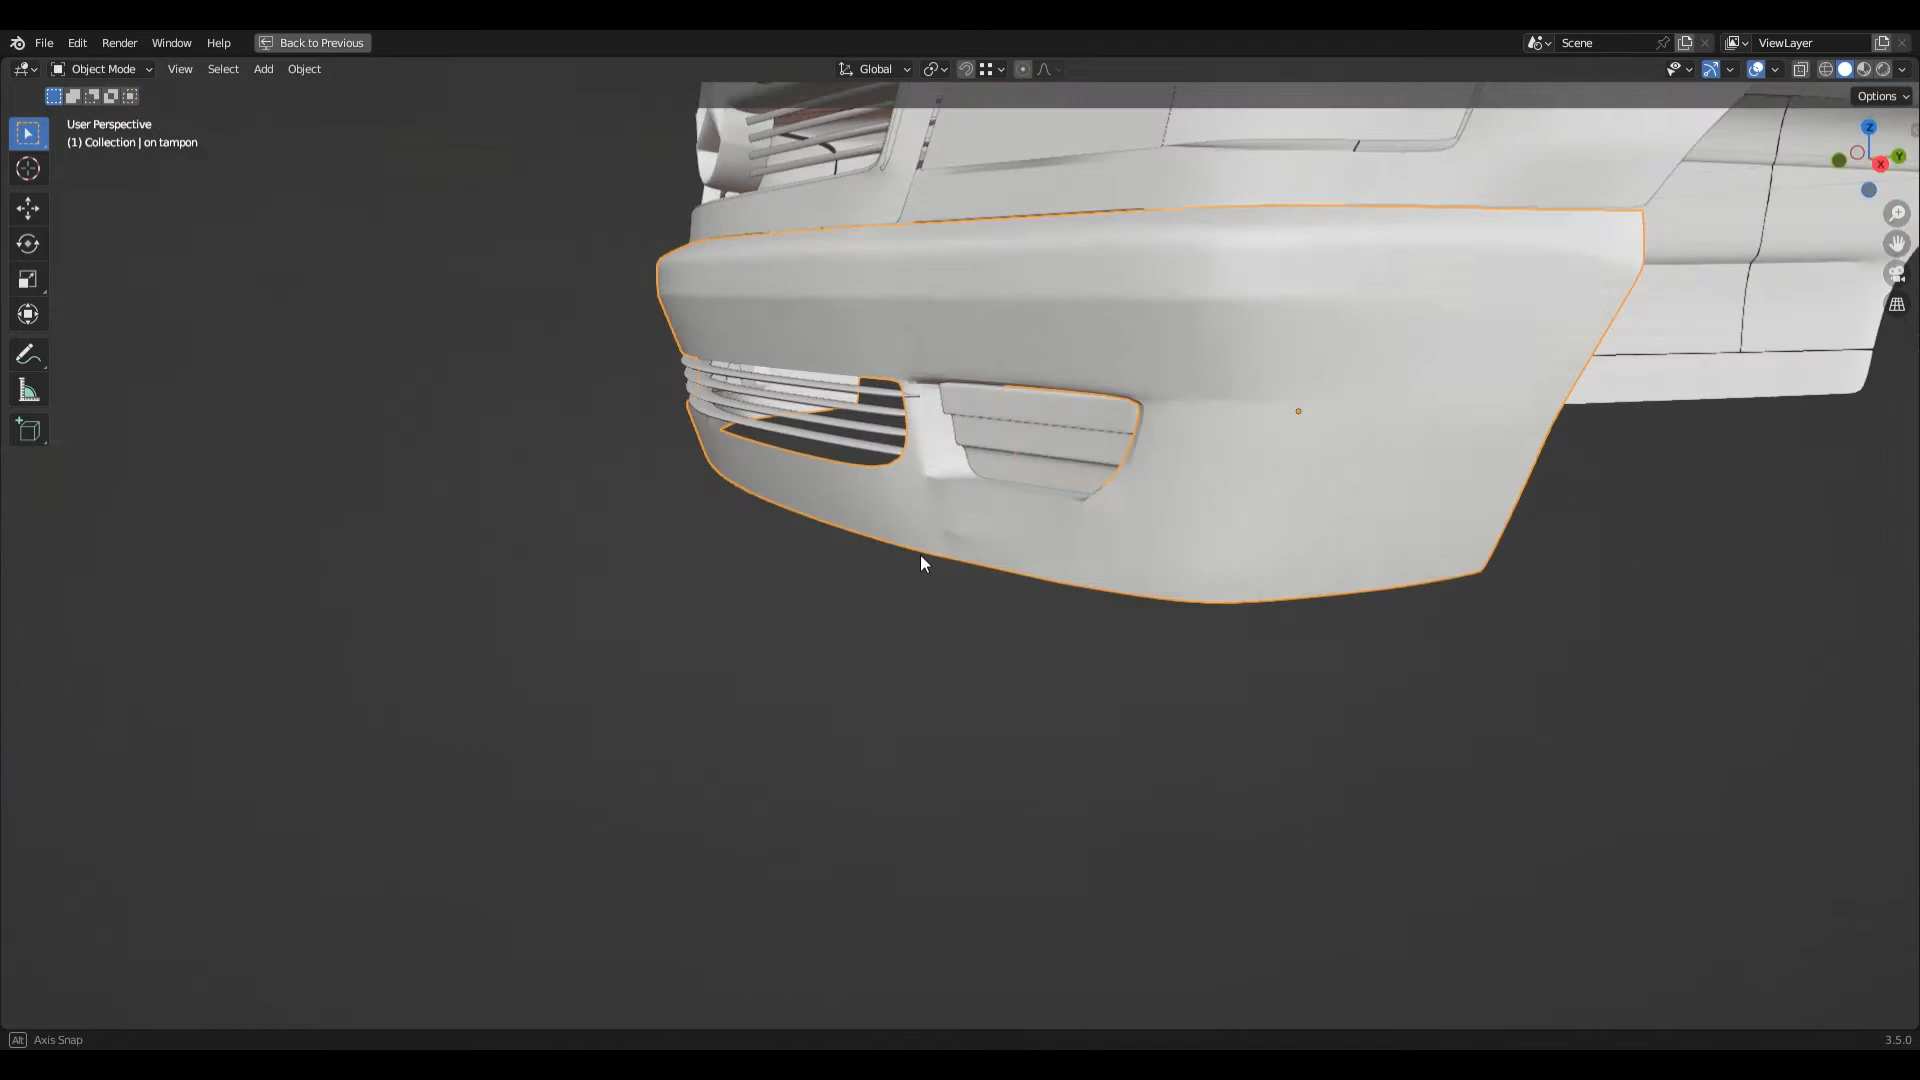 File Edit Render Window Help Back to Previous Scene ViewLayer
Object Mode View Select Add Object Global
Options
User Perspective
(1) Collection | on tampon
Z
Y
X
Alt Axis Snap 3.5.0